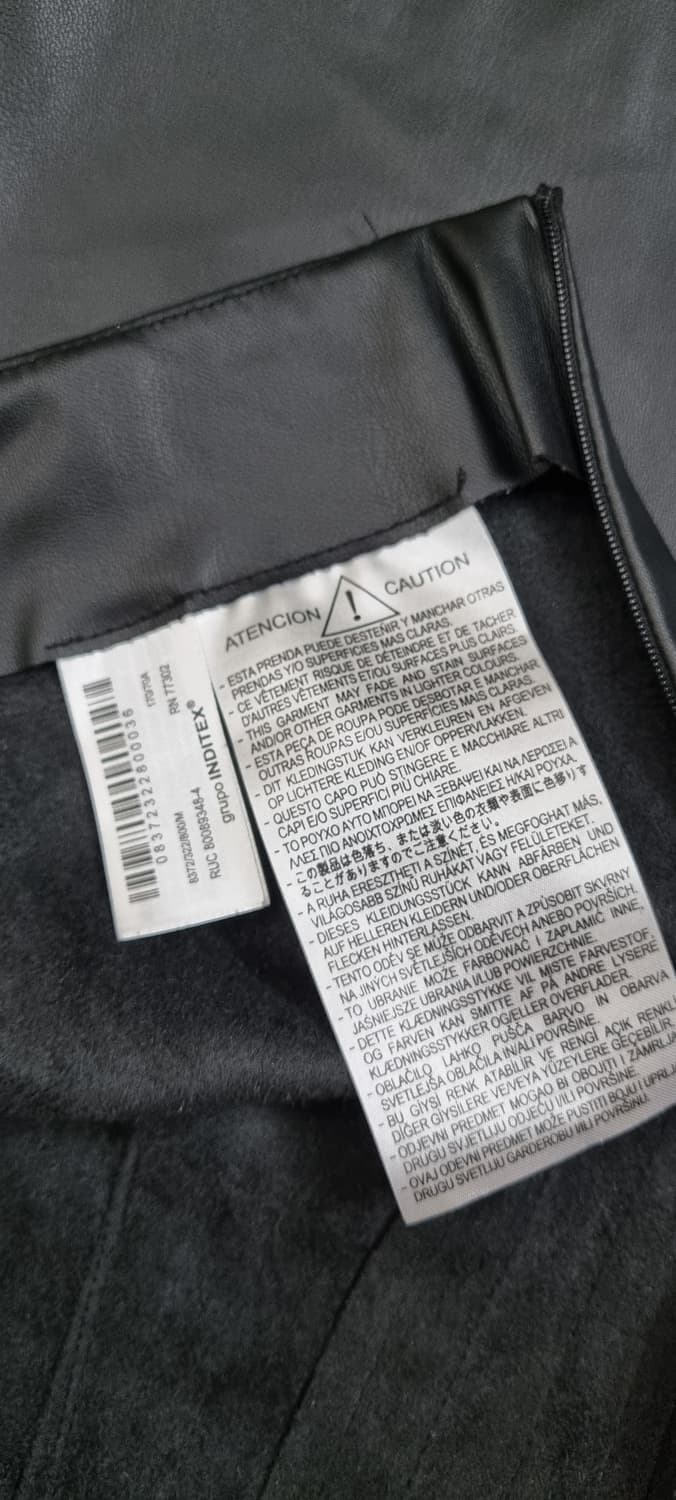 08372322800036
8372/322/800/M
RUC 80089348-4
grupo INDITEX®
RN 77302
ATENCION ! CAUTION
- ESTA PRENDA PUEDE DESTEÑIR Y MANCHAR OTRAS
PRENDAS Y/O SUPERFICIES MAS CLARAS.
- CE VÊTEMENT RISQUE DE DÉTEINDRE ET DE TACHER
D'AUTRES VÊTEMENTS ET/OU SURFACES PLUS CLAIRS.
- THIS GARMENT MAY FADE AND STAIN SURFACES
AND/OR OTHER GARMENTS IN LIGHTER COLOURS.
- ESTA PEÇA DE ROUPA PODE DESBOTAR E MANCHAR
OUTRAS ROUPAS E/OU SUPERFÍCIES MAIS CLARAS.
- DIT KLEDINGSTUK KAN VERKLEUREN EN AFGEVEN
OP LICHTERE KLEDING EN/OF OPPERVLAKKEN.
- QUESTO CAPO PUÒ STINGERE E MACCHIARE ALTRI
CAPI E/O SUPERFICI PIÙ CHIARE.
- ΤΟ ΡΟΥΧΟ ΑΥΤΟ ΜΠΟΡΕΙ ΝΑ ΞΕΒΑΨΕΙ ΚΑΙ ΝΑ ΛΕΡΩΣΕΙ Α
ΛΛΕΣ ΠΙΟ ΑΝΟΙΧΤΟΧΡΩΜΕΣ ΕΠΙΦΑΝΕΙΕΣ Η/ΚΑΙ ΡΟΥΧΑ.
- この製品は色落ち、または淡い色の衣類や表面に色移りす
ることがありますのでご注意ください。
- A RUHA ERESZTHETI A SZÍNÉT, ÉS MEGFOGHAT MÁS,
VILÁGOSABB SZÍNŰ RUHÁKAT VAGY FELÜLETEKET.
- DIESES KLEIDUNGSSTÜCK KANN ABFÄRBEN UND
AUF HELLEREN KLEIDERN UND/ODER OBERFLÄCHEN
FLECKEN HINTERLASSEN.
- TENTO ODĚV SE MŮŽE ODBARVIT A ZPŮSOBIT SKVRNY
NA JINÝCH SVĚTLEJŠÍCH ODĚVECH A/NEBO POVRŠÍCH.
- TO UBRANIE MOŻE FARBOWAĆ I ZAPLAMIĆ INNE,
JAŚNIEJSZE UBRANIA I/LUB POWIERZCHNIE.
- DETTE KLÆDNINGSSTYKKE VIL MISTE FARVESTOF,
OG FARVEN KAN SMITTE AF PÅ ANDRE LYSERE
KLÆDNINGSSTYKKER OG/ELLER OVERFLADER.
- OBLAČILO LAHKO PUŠČA BARVO IN OBARVA
SVETLEJŠA OBLAČILA IN/ALI POVRŠINE.
- BU GİYSİ RENK ATABİLİR VE RENGİ AÇIK RENKLİ
DİĞER GİYSİLERE VE/VEYA YÜZEYLERE GEÇEBİLİR.
- ODJEVNI PREDMET MOGAO BI OBOJITI I ZAMRLJA
DRUGU SVJETLIJU ODJEĆU I/ILI POVRŠINE.
- OVAJ ODEVNI PREDMET MOŽE PUSTITI BOJU I UPRLJA
DRUGU SVETLIJU GARDEROBU I/ILI POVRŠINU.